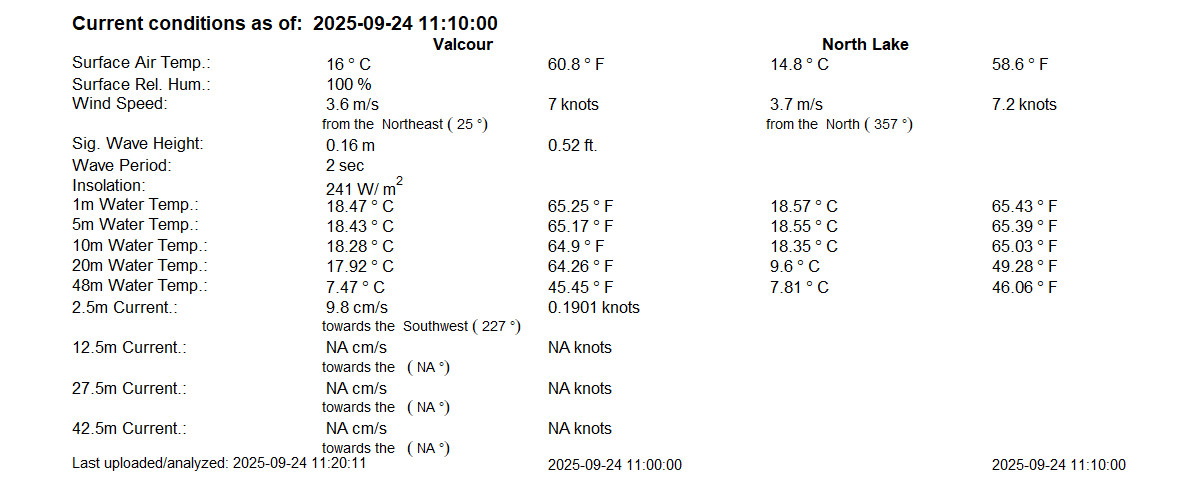 Current conditions as of: 2025-09-24 11:10:00
Valcour North Lake
Surface Air Temp.: 16 ° C 60.8 ° F 14.8 ° C 58.6 ° F
Surface Rel. Hum.: 100 %
Wind Speed: 3.6 m/s 7 knots 3.7 m/s 7.2 knots
from the Northeast ( 25 °) from the North ( 357 °)
Sig. Wave Height: 0.16 m 0.52 ft.
Wave Period: 2 sec
Insolation: 241 W/ m²
1m Water Temp.: 18.47 ° C 65.25 ° F 18.57 ° C 65.43 ° F
5m Water Temp.: 18.43 ° C 65.17 ° F 18.55 ° C 65.39 ° F
10m Water Temp.: 18.28 ° C 64.9 ° F 18.35 ° C 65.03 ° F
20m Water Temp.: 17.92 ° C 64.26 ° F 9.6 ° C 49.28 ° F
48m Water Temp.: 7.47 ° C 45.45 ° F 7.81 ° C 46.06 ° F
2.5m Current.: 9.8 cm/s 0.1901 knots
towards the Southwest ( 227 °)
12.5m Current.: NA cm/s NA knots
towards the ( NA °)
27.5m Current.: NA cm/s NA knots
towards the ( NA °)
42.5m Current.: NA cm/s NA knots
towards the ( NA °)
Last uploaded/analyzed: 2025-09-24 11:20:11 2025-09-24 11:00:00 2025-09-24 11:10:00